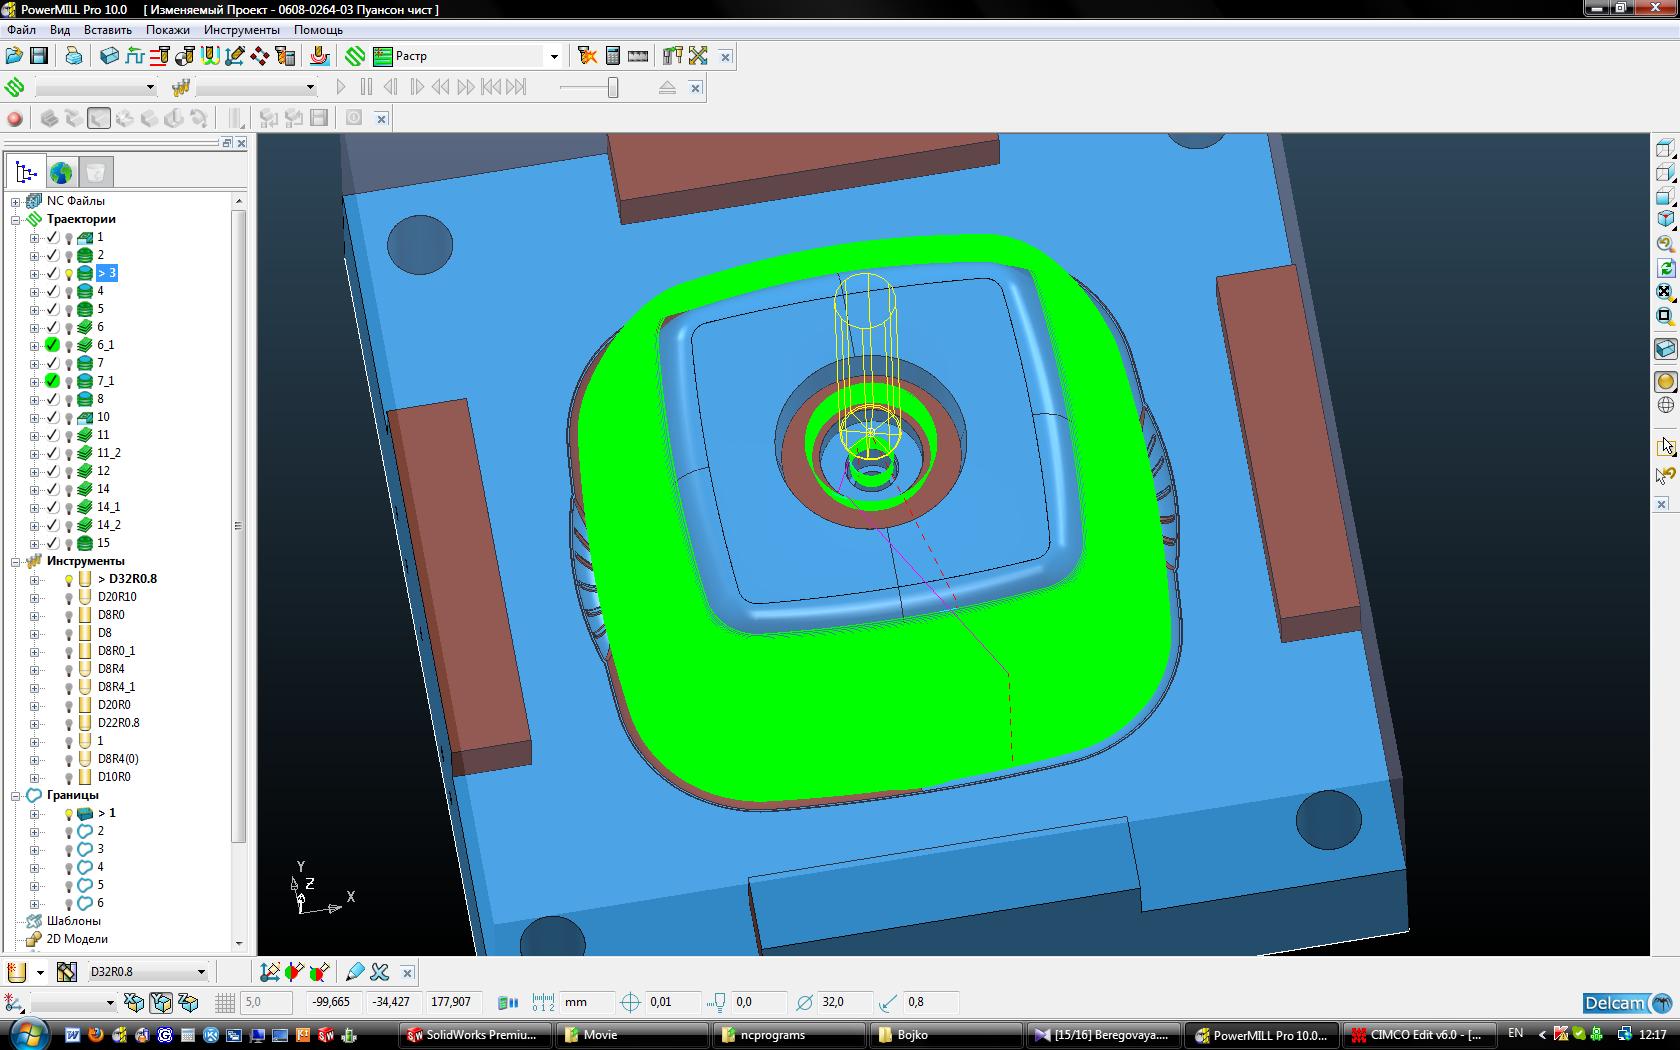 PowerMILL Pro 10.0 [ Изменяемый Проект - 0608-0264-03 Пуансон чист ]
Файл Вид Вставить Покажи Инструменты Помощь
Растр
NC Файлы
Траектории
1
2
> 3
4
5
6
6_1
7
7_1
8
10
11
11_2
12
14
14_1
14_2
15
Инструменты
> D32R0.8
D20R10
D8R0
D8
D8R0_1
D8R4
D8R4_1
D20R0
D22R0.8
1
D8R4(0)
D10R0
Границы
> 1
2
3
4
5
6
Шаблоны
2D Модели
Y
Z
X
D32R0.8
5,0 -99,665 -34,427 177,907 mm 0,01 0,0 32,0 0,8
Delcam
SolidWorks Premiu... Movie ncprograms Bojko [15/16] Beregovaya.... PowerMILL Pro 10.0... CIMCO Edit v6.0 - [... EN 12:17